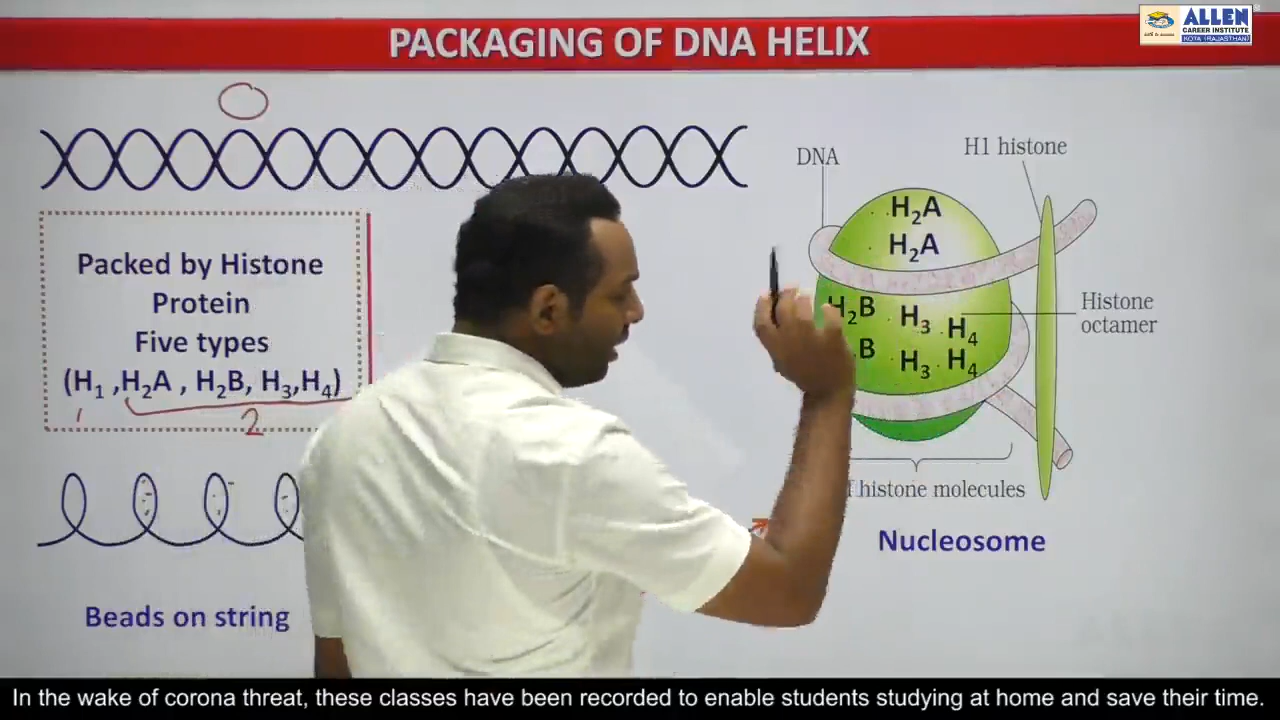 ALLEN
CAREER INSTITUTE
KOTA (RAJASTHAN)
PACKAGING OF DNA HELIX
DNA
H1 histone
H₂A
H₂A
H₂B H₃ H₄
B H₃ H₄
Histone
octamer
histone molecules
Nucleosome
Packed by Histone
Protein
Five types
(H₁ ,H₂A , H₂B, H₃,H₄)
1 2
Beads on string
In the wake of corona threat, these classes have been recorded to enable students studying at home and save their time.